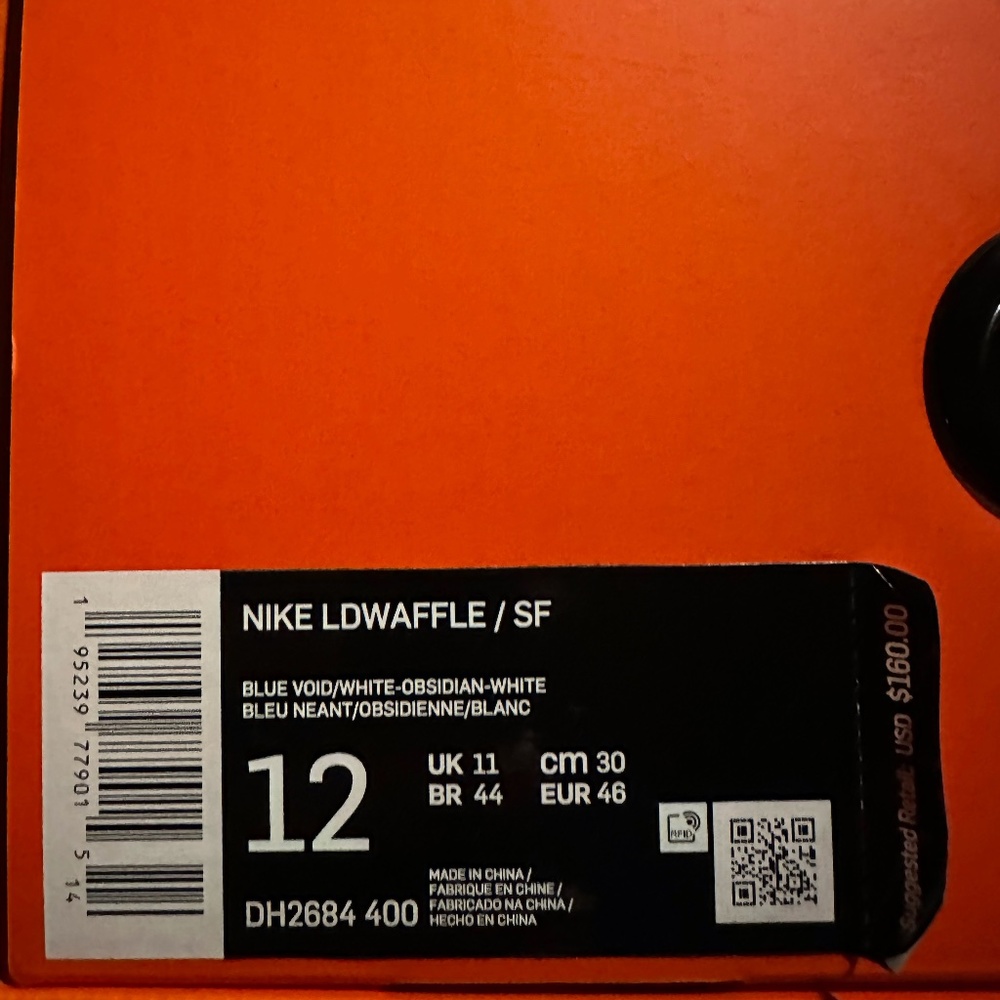 NIKE LDWAFFLE / SF
BLUE VOID/WHITE-OBSIDIAN-WHITE
BLEU NEANT/OBSIDIENNE/BLANC
12
UK 11 cm 30
BR 44 EUR 46
DH2684 400
MADE IN CHINA /
FABRIQUE EN CHINE /
FABRICADO NA CHINA /
HECHO EN CHINA
RFID
Suggested Retail: USD $160.00
1 95239 77901 5 14